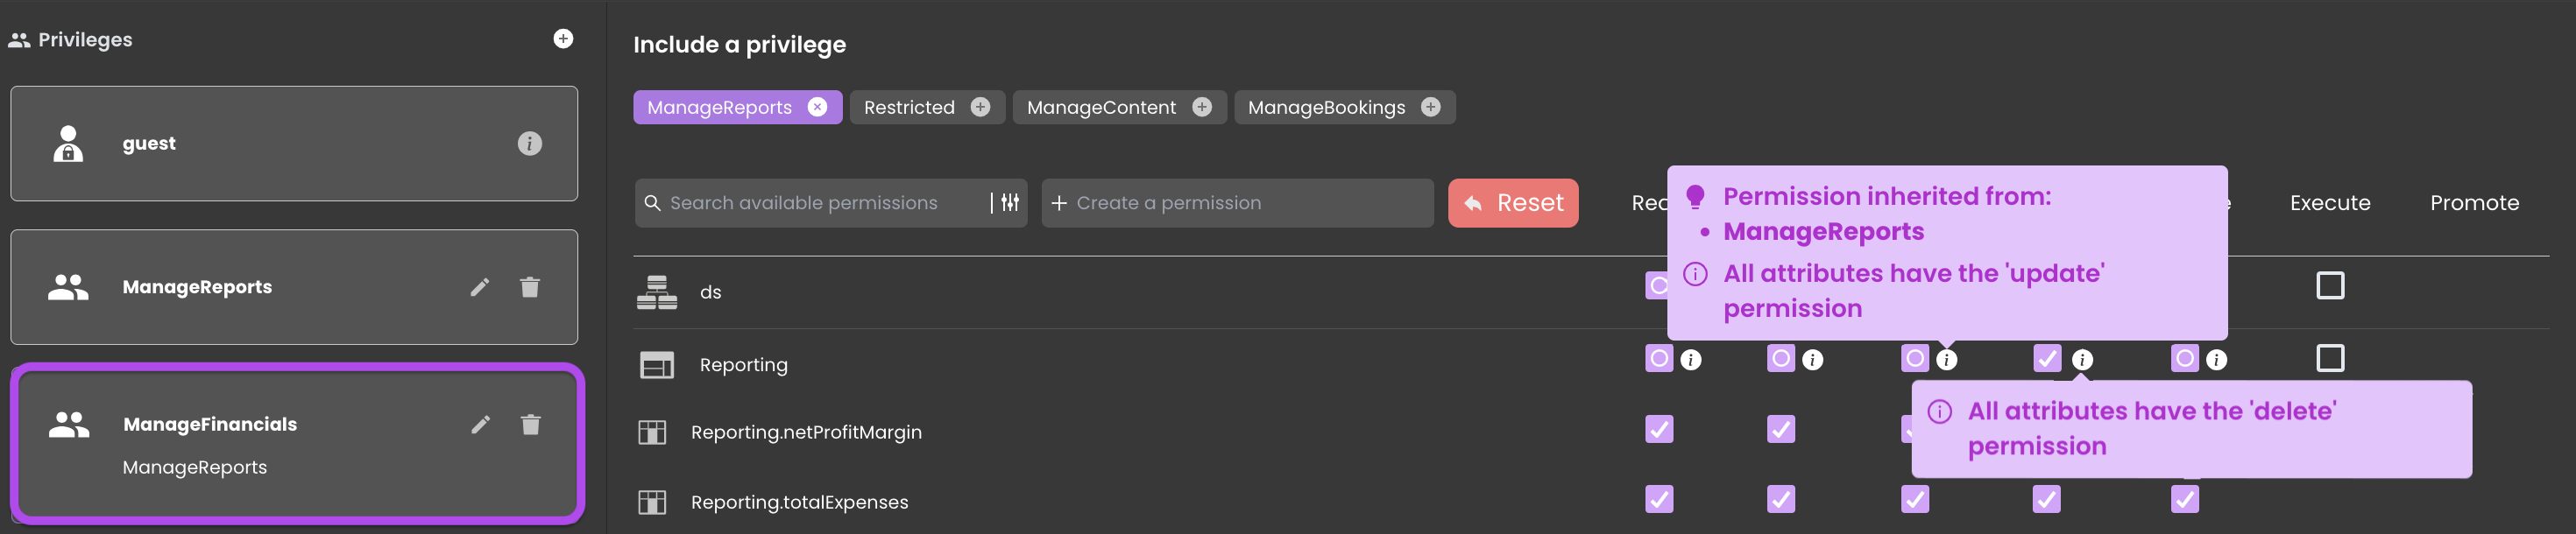 Privileges
guest
ManageReports
ManageFinancials
ManageReports
Include a privilege
ManageReports Restricted ManageContent ManageBookings
Search available permissions Create a permission Reset Execute Promote
Permission inherited from:
• ManageReports
All attributes have the 'update'
permission
ds
Reporting
All attributes have the 'delete'
permission
Reporting.netProfitMargin
Reporting.totalExpenses